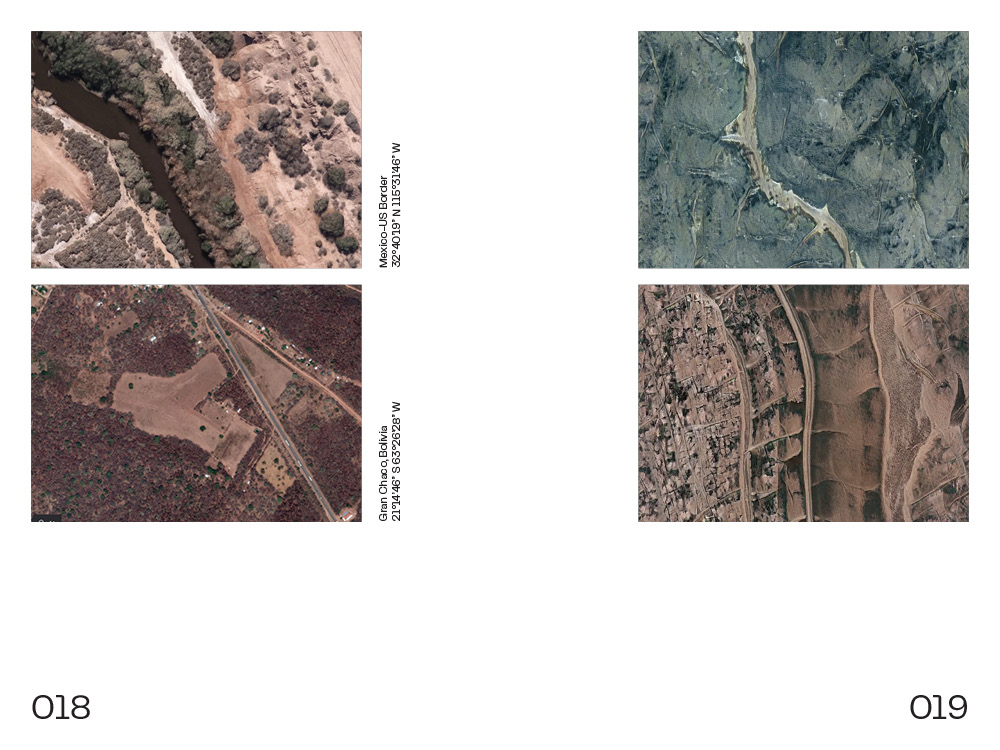 Mexico-US Border
32°40'19" N 115°31'46" W
Gran Chaco, Bolivia
21°14'46" S 63°26'28" W
018
019